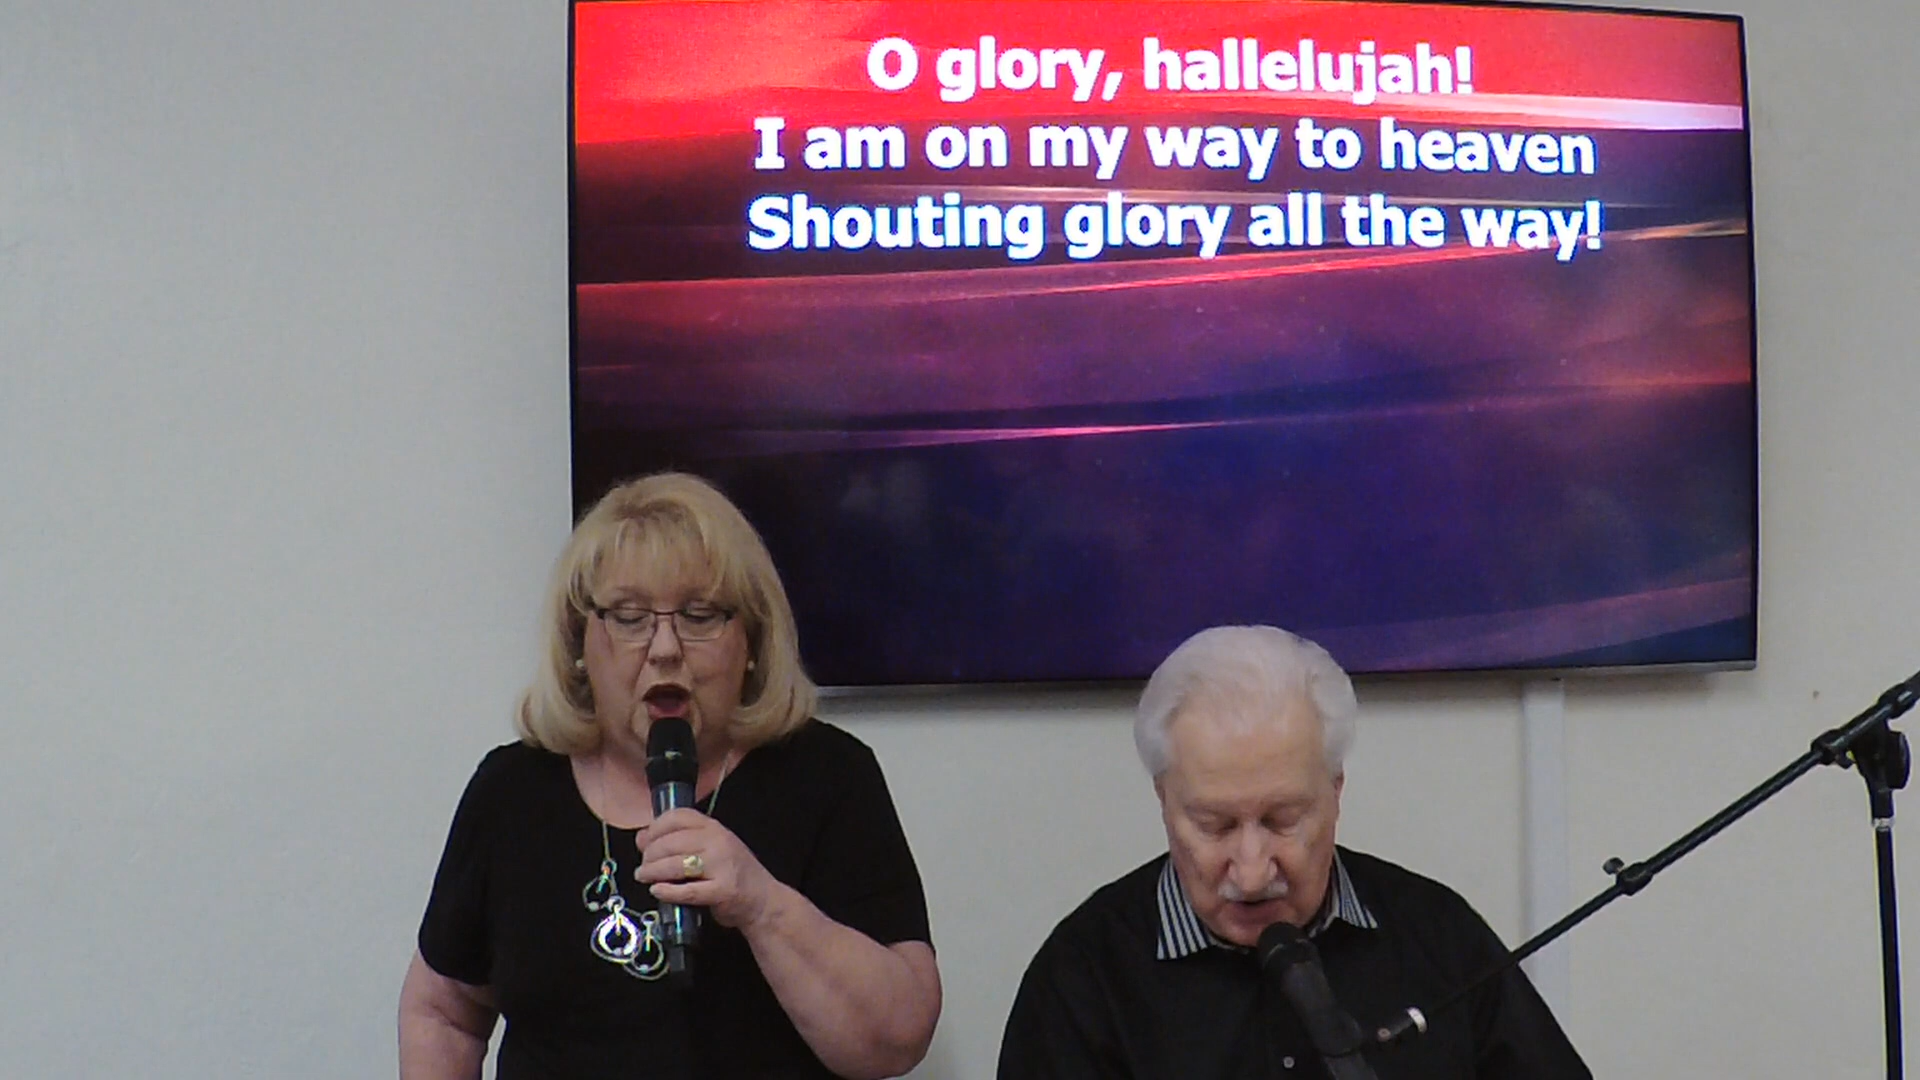 O glory, hallelujah!
I am on my way to heaven
Shouting glory all the way!